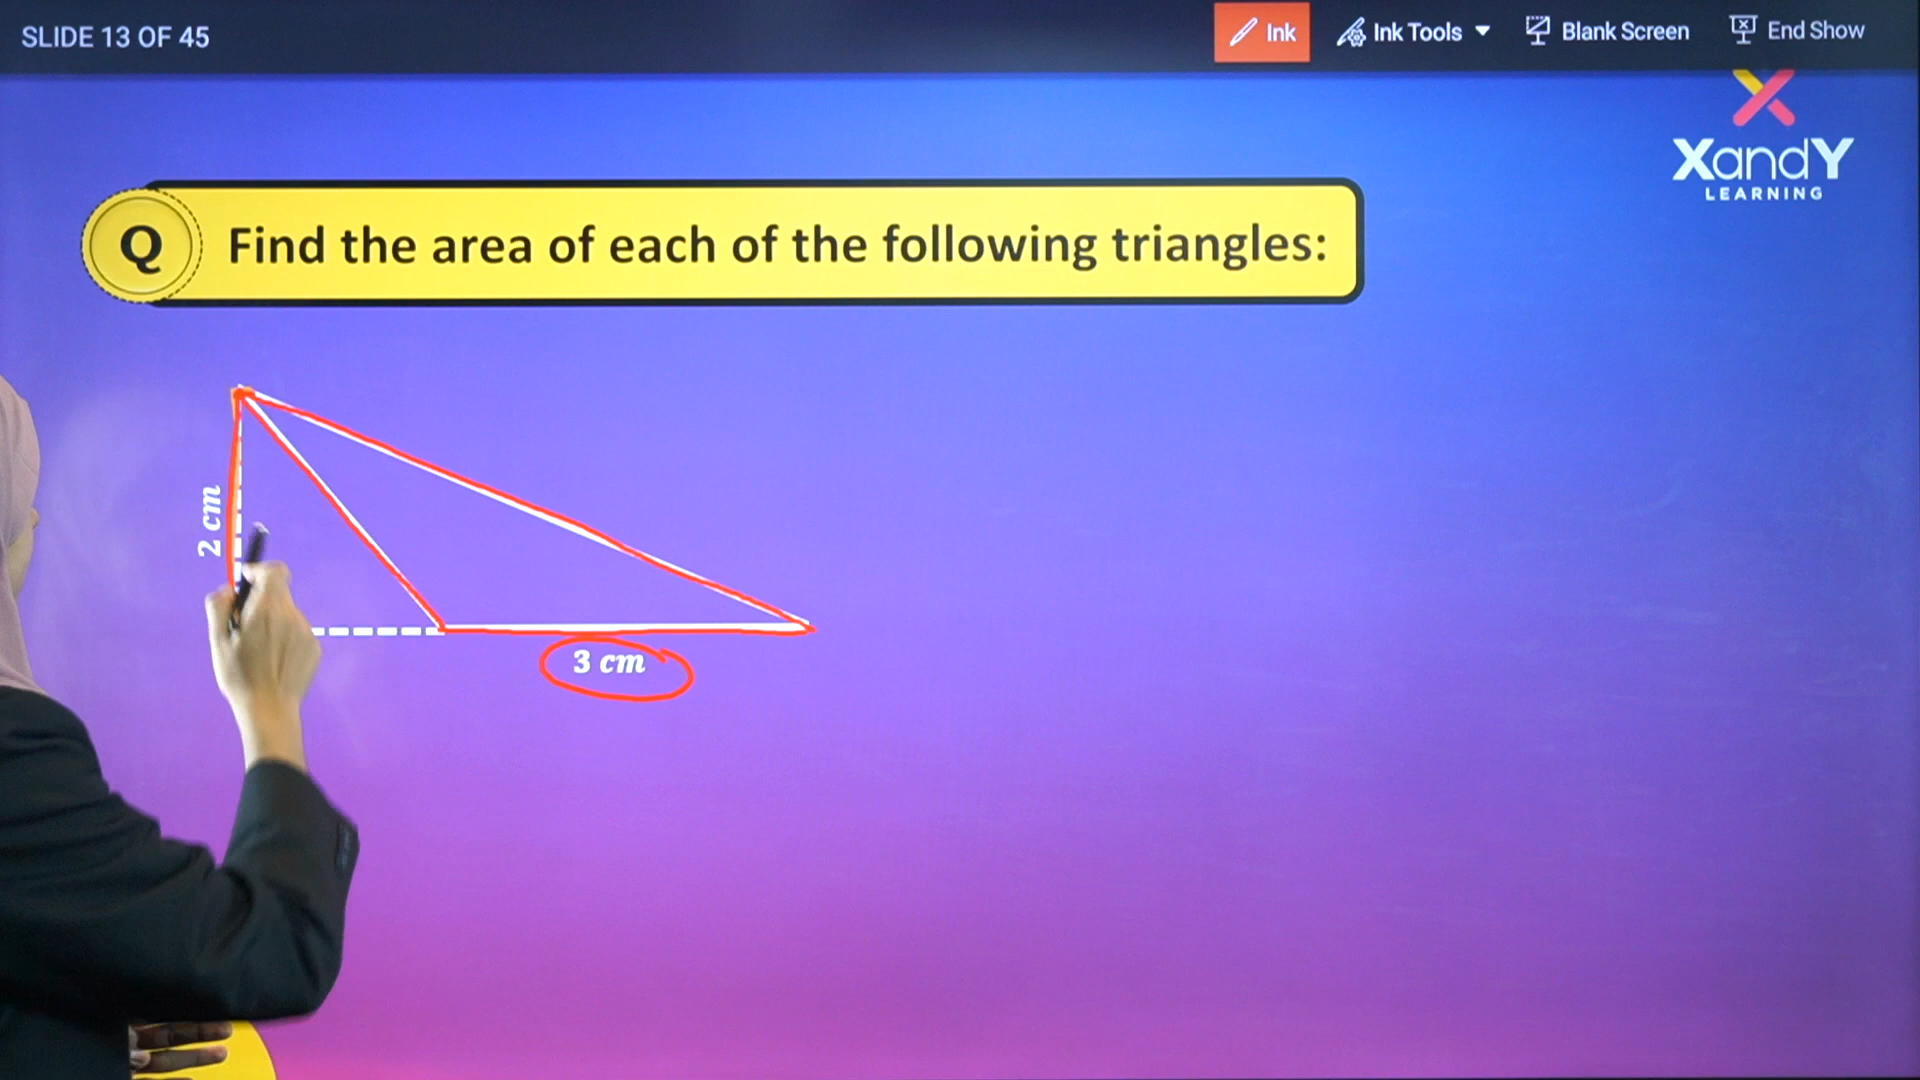 SLIDE 13 OF 45
Ink
Ink Tools
Blank Screen
End Show
XandY
LEARNING
Q
Find the area of each of the following triangles:
2 cm
3 cm